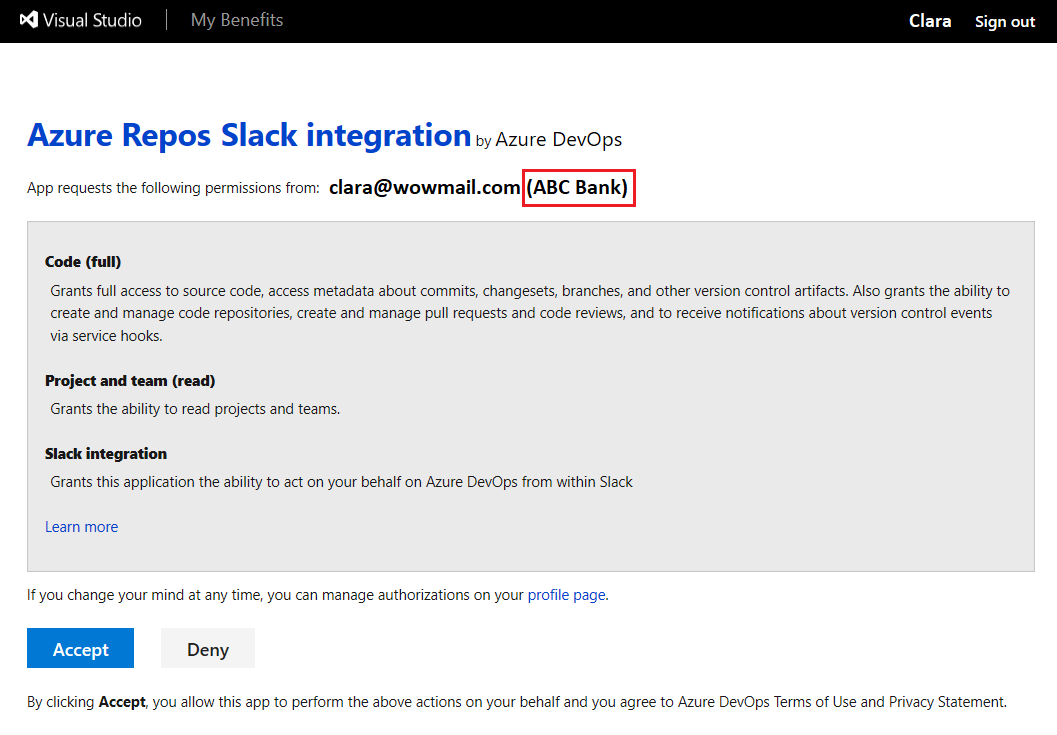 Visual Studio | My Benefits Clara Sign out
Azure Repos Slack integration by Azure DevOps
App requests the following permissions from: clara@wowmail.com (ABC Bank)
Code (full)
Grants full access to source code, access metadata about commits, changesets, branches, and other version control artifacts. Also grants the ability to
create and manage code repositories, create and manage pull requests and code reviews, and to receive notifications about version control events
via service hooks.
Project and team (read)
Grants the ability to read projects and teams.
Slack integration
Grants this application the ability to act on your behalf on Azure DevOps from within Slack
Learn more
If you change your mind at any time, you can manage authorizations on your profile page.
Accept Deny
By clicking Accept, you allow this app to perform the above actions on your behalf and you agree to Azure DevOps Terms of Use and Privacy Statement.